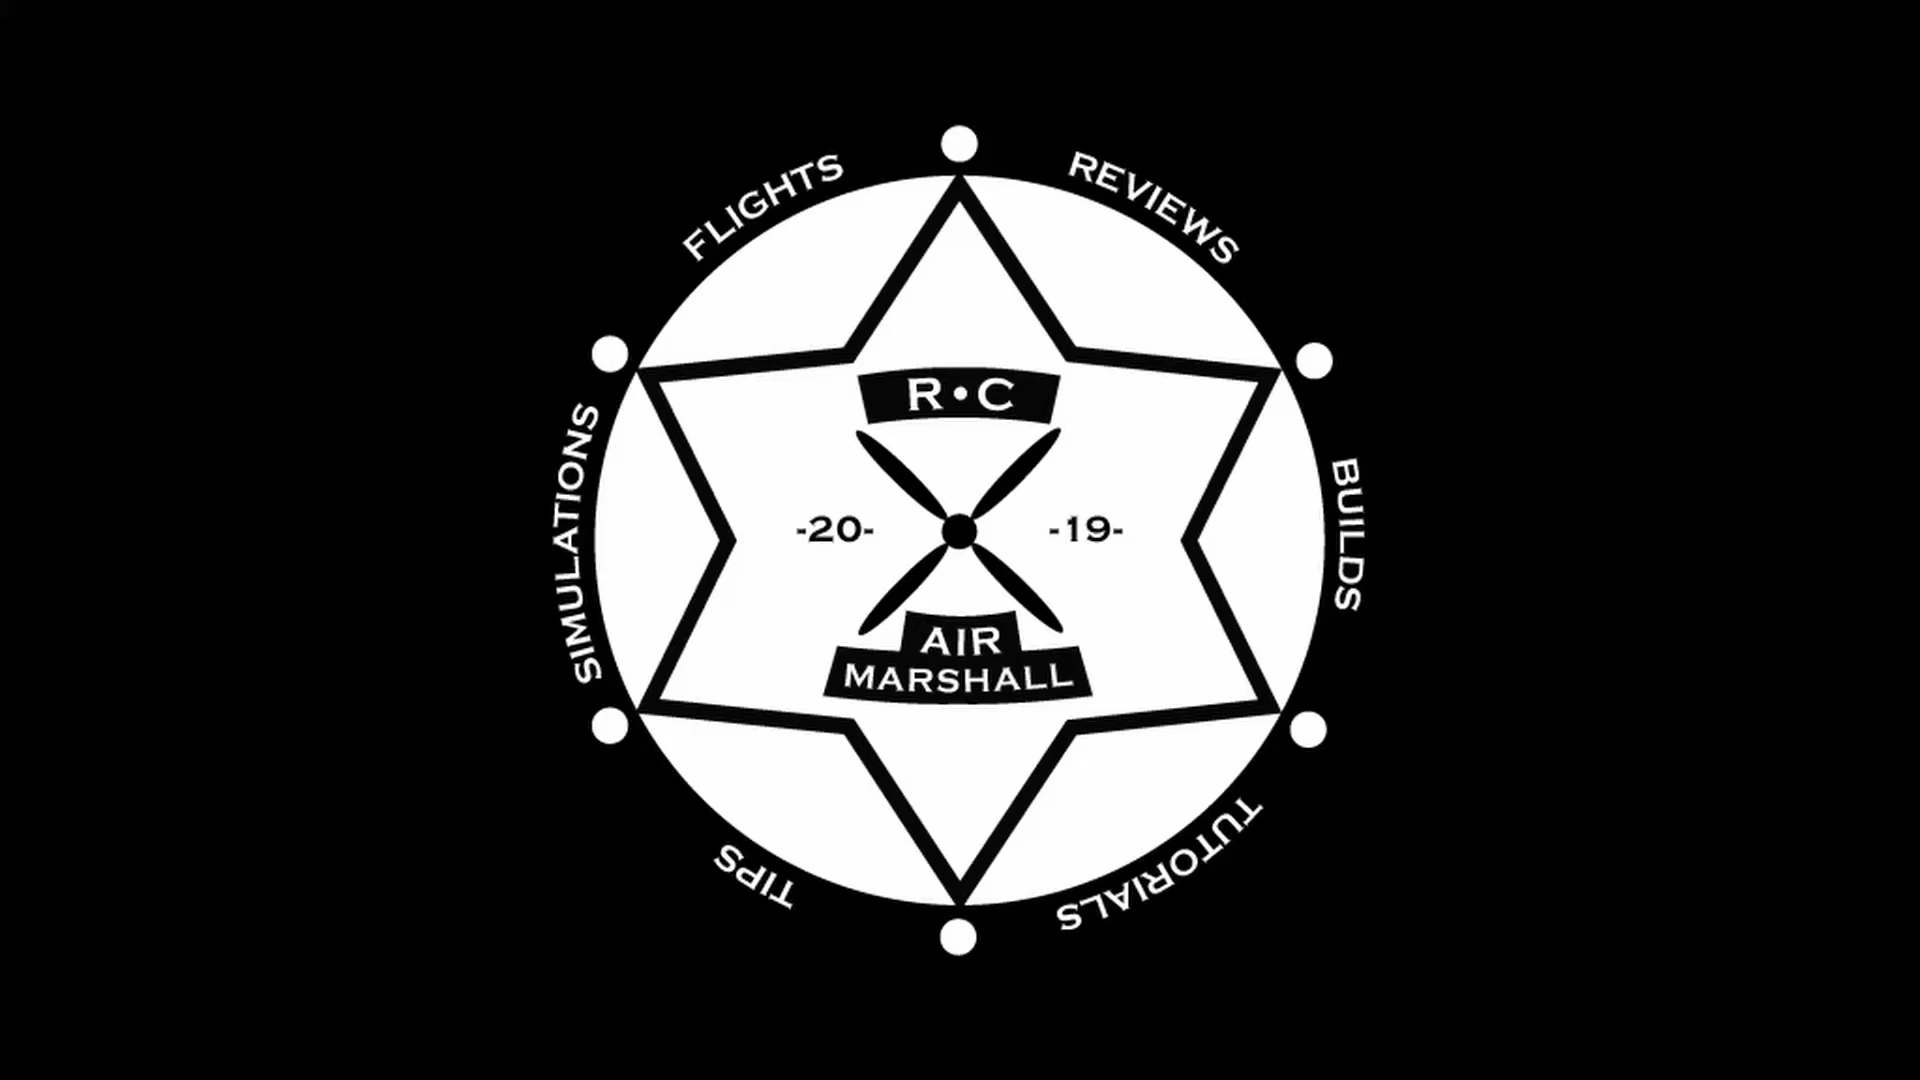 FLIGHTS
REVIEWS
BUILDS
TUTORIALS
TIPS
SIMULATIONS
R•C
-20- -19-
AIR
MARSHALL